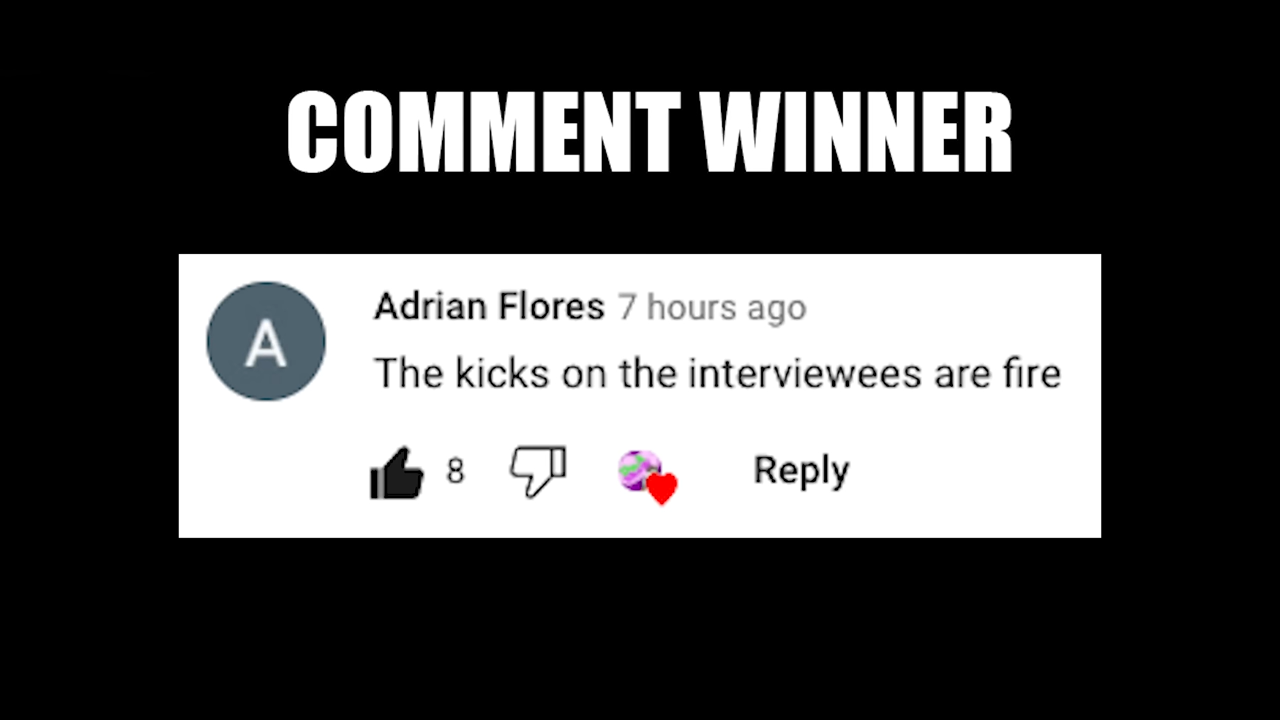 COMMENT WINNER
A
Adrian Flores 7 hours ago
The kicks on the interviewees are fire
8 Reply